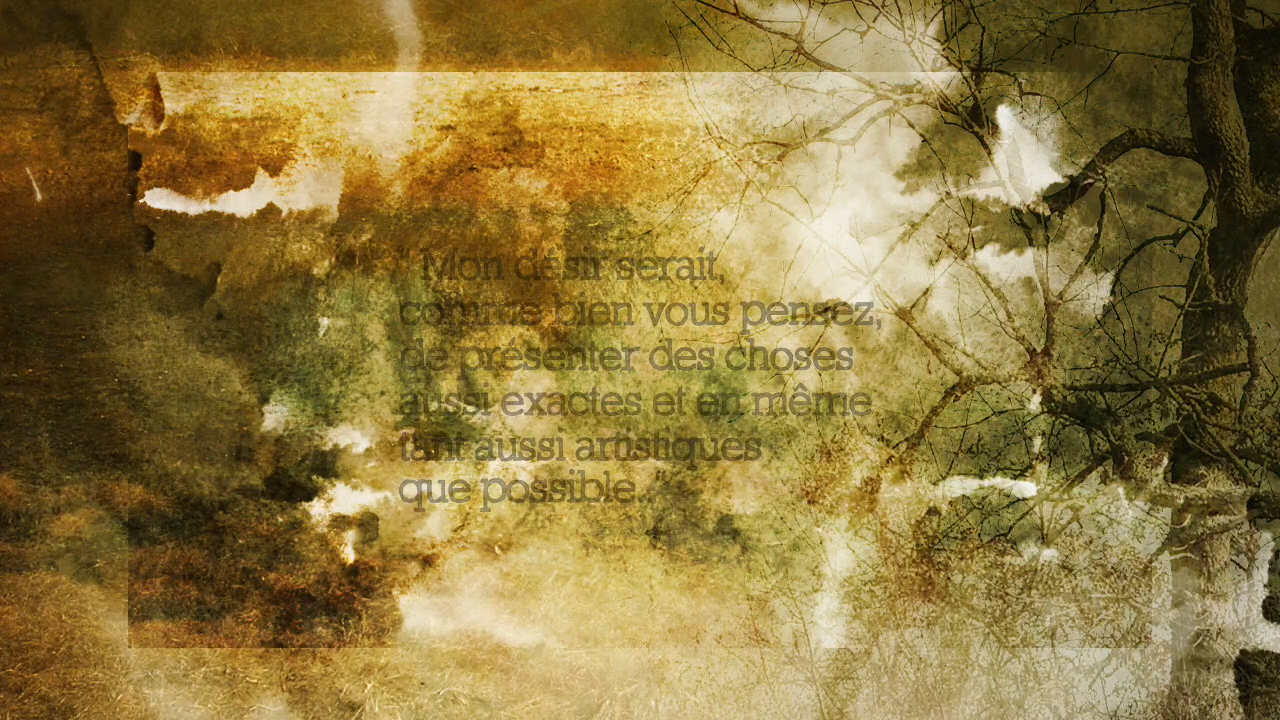 " Mon désir serait,
comme bien vous pensez,
de présenter des choses
aussi exactes et en même
tant aussi artistiques
que possible.."